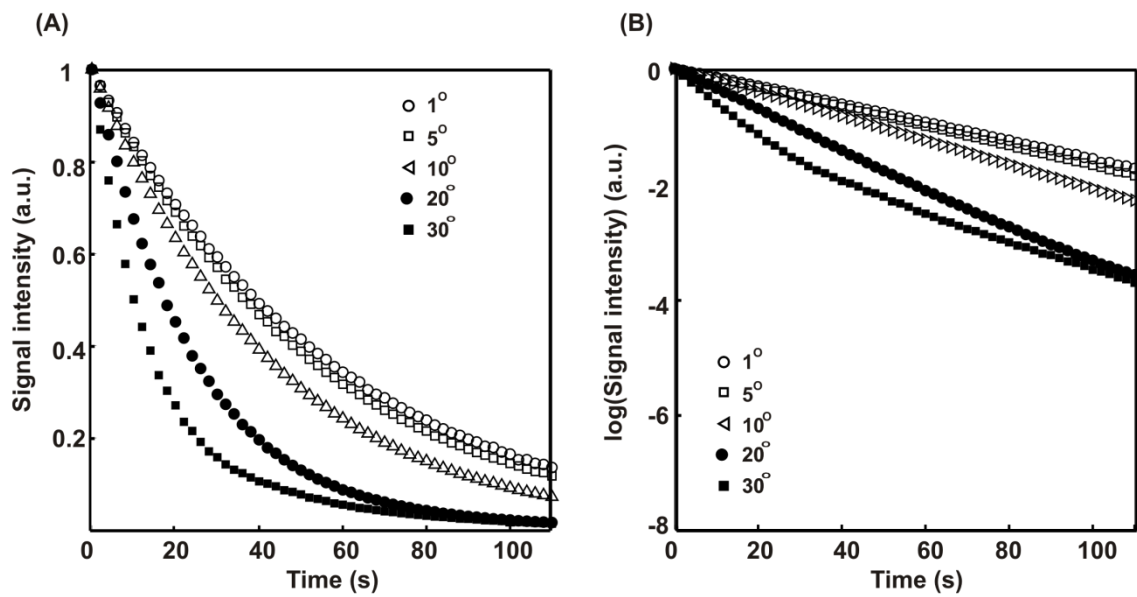 (A)
Signal intensity (a.u.)
1
0.8
0.6
0.4
0.2
0 20 40 60 80 100
Time (s)
1°
5°
10°
20°
30°
(B)
log(Signal intensity) (a.u.)
0
-2
-4
-6
-8
0 20 40 60 80 100
Time (s)
1°
5°
10°
20°
30°